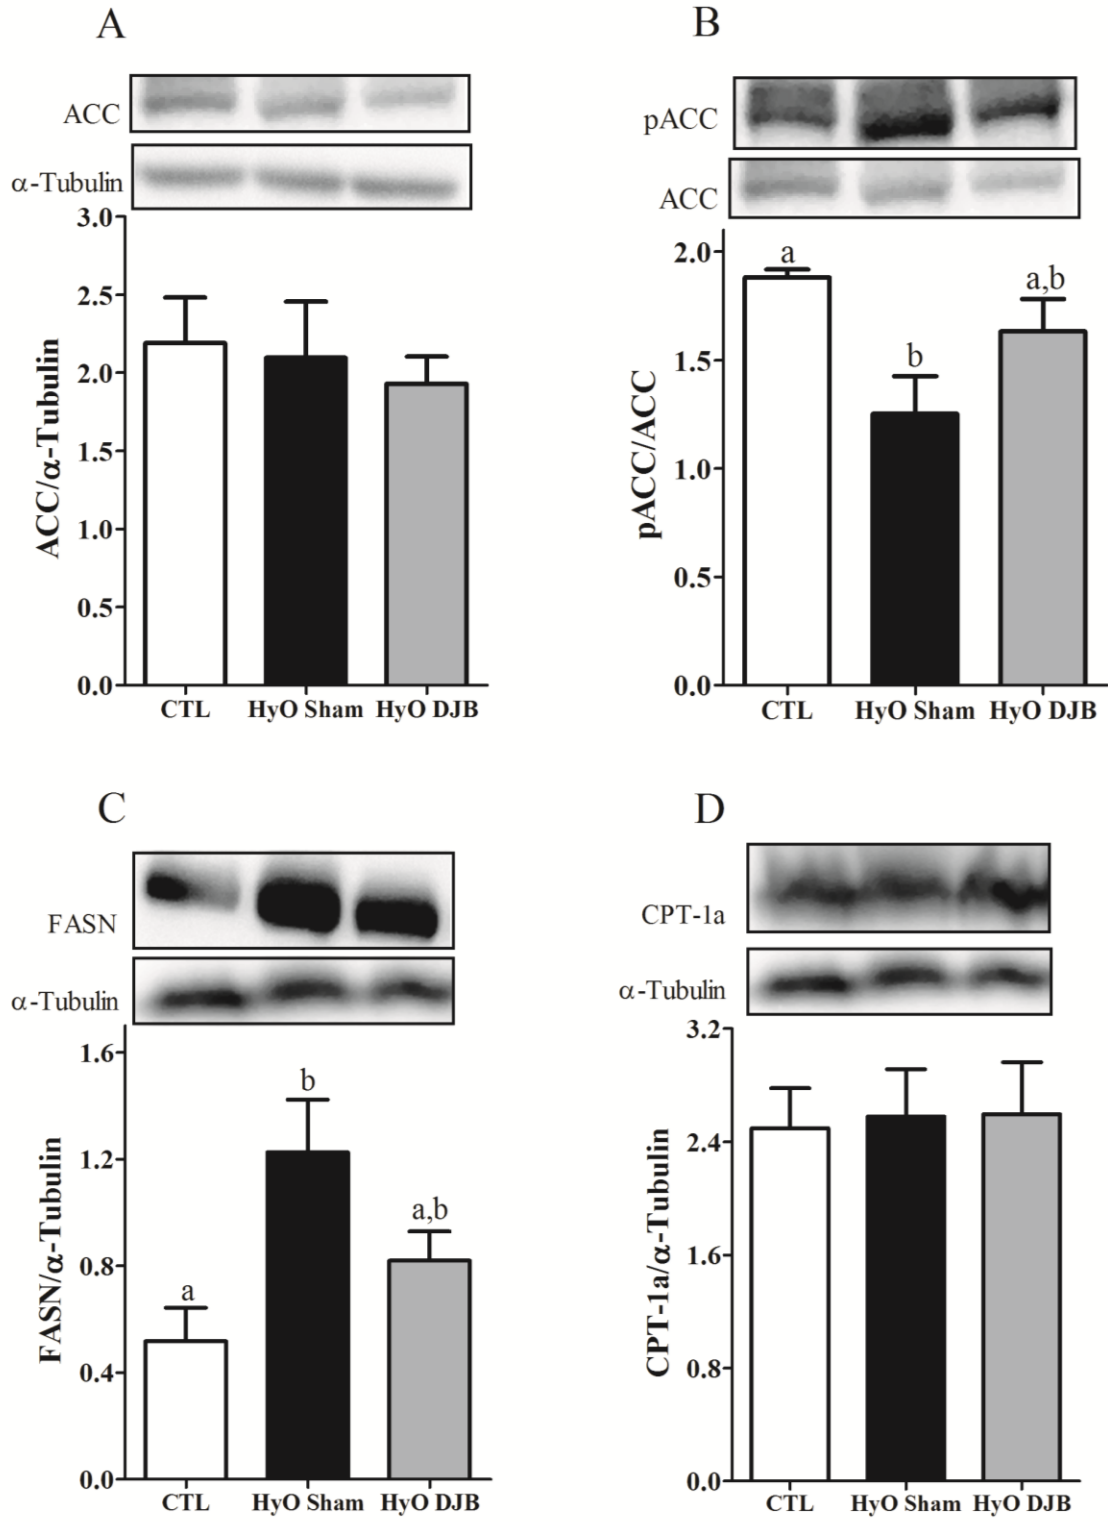 A
ACC
α-Tubulin
ACC/α-Tubulin
3.0
2.5
2.0
1.5
1.0
0.5
0.0
CTL HyO Sham HyO DJB
B
pACC
ACC
pACC/ACC
2.0
1.5
1.0
0.5
0.0
a
b
a,b
CTL HyO Sham HyO DJB
C
FASN
α-Tubulin
FASN/α-Tubulin
1.6
1.2
0.8
0.4
0.0
a
b
a,b
CTL HyO Sham HyO DJB
D
CPT-1a
α-Tubulin
CPT-1a/α-Tubulin
3.2
2.4
1.6
0.8
0.0
CTL HyO Sham HyO DJB